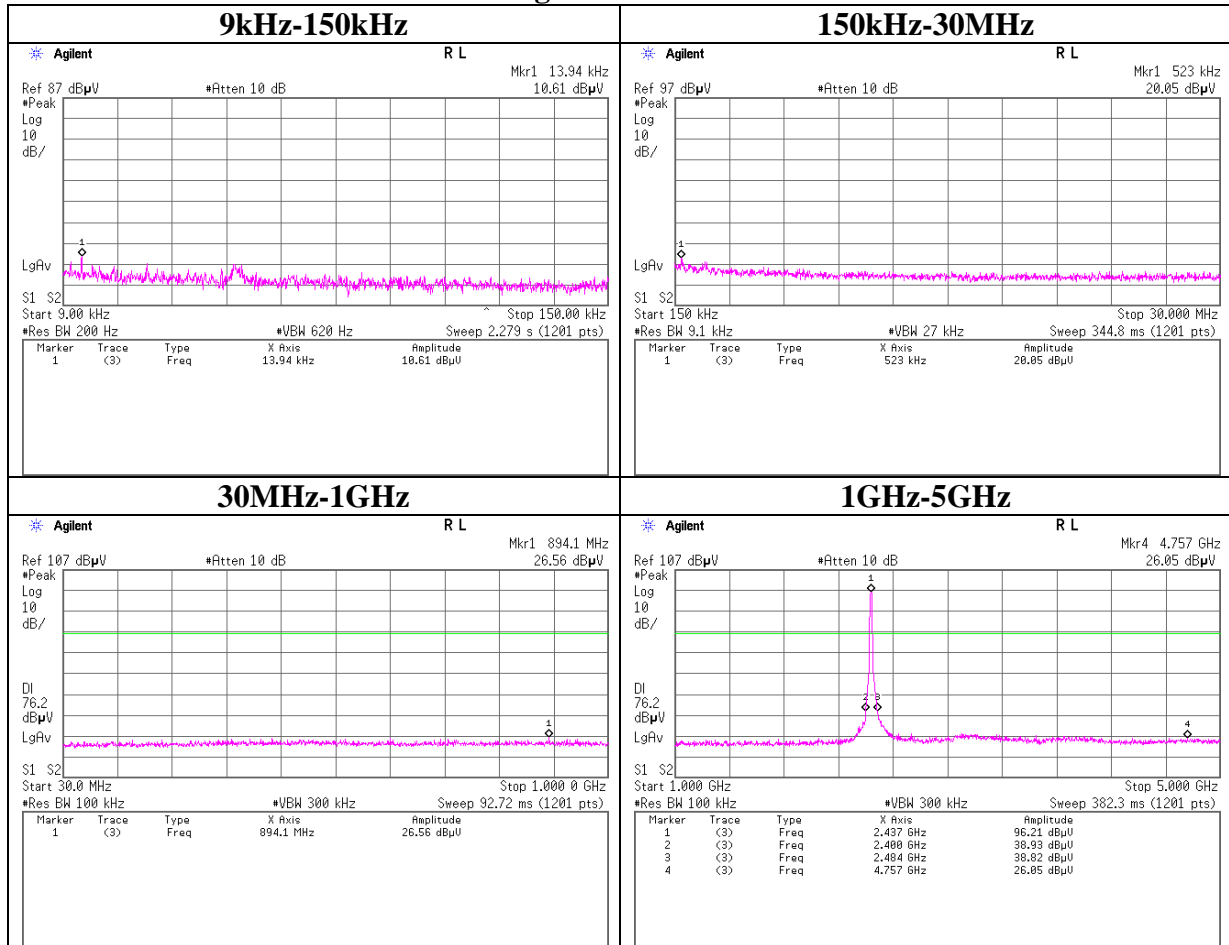 9kHz-150kHz
Agilent R L
Mkr1 13.94 kHz
Ref 87 dBµV #Atten 10 dB 10.61 dBµV
#Peak
Log
10
dB/
1
LgAv
S1 S2
Start 9.00 kHz ^ Stop 150.00 kHz
#Res BW 200 Hz #VBW 620 Hz Sweep 2.279 s (1201 pts)
Marker Trace Type X Axis Amplitude
1 (3) Freq 13.94 kHz 10.61 dBµV
150kHz-30MHz
Agilent R L
Mkr1 523 kHz
Ref 97 dBµV #Atten 10 dB 20.05 dBµV
#Peak
Log
10
dB/
1
LgAv
S1 S2
Start 150 kHz Stop 30.000 MHz
#Res BW 9.1 kHz #VBW 27 kHz Sweep 344.8 ms (1201 pts)
Marker Trace Type X Axis Amplitude
1 (3) Freq 523 kHz 20.05 dBµV
30MHz-1GHz
Agilent R L
Mkr1 894.1 MHz
Ref 107 dBµV #Atten 10 dB 26.56 dBµV
#Peak
Log
10
dB/
DI
76.2
dBµV
1
LgAv
S1 S2
Start 30.0 MHz Stop 1.000 0 GHz
#Res BW 100 kHz #VBW 300 kHz Sweep 92.72 ms (1201 pts)
Marker Trace Type X Axis Amplitude
1 (3) Freq 894.1 MHz 26.56 dBµV
1GHz-5GHz
Agilent R L
Mkr4 4.757 GHz
Ref 107 dBµV #Atten 10 dB 26.05 dBµV
#Peak
1
Log
10
dB/
DI
2 3
76.2
dBµV
4
LgAv
S1 S2
Start 1.000 GHz Stop 5.000 GHz
#Res BW 100 kHz #VBW 300 kHz Sweep 382.3 ms (1201 pts)
Marker Trace Type X Axis Amplitude
1 (3) Freq 2.437 GHz 96.21 dBµV
2 (3) Freq 2.400 GHz 38.93 dBµV
3 (3) Freq 2.484 GHz 38.82 dBµV
4 (3) Freq 4.757 GHz 26.05 dBµV